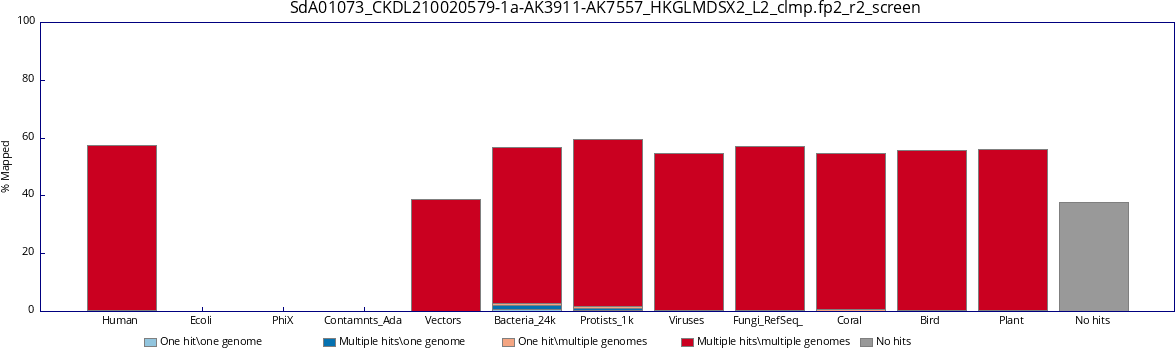 SdA01073_CKDL210020579-1a-AK3911-AK7557_HKGLMDSX2_L2_clmp.fp2_r2_screen
100
80
60
40
20
0
% Mapped
Human Ecoli PhiX Contamnts_Ada Vectors Bacteria_24k Protists_1k Viruses Fungi_RefSeq_ Coral Bird Plant No hits
One hit\one genome Multiple hits\one genome One hit\multiple genomes Multiple hits\multiple genomes No hits